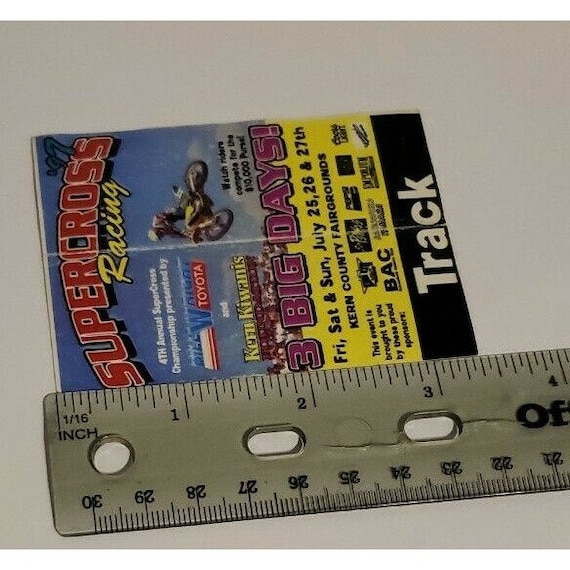 '97
SUPERCROSS
Racing
Watch riders
compete for the
$10,000 Purse!
4TH Annual SuperCross
Championship presented by
TOYOTA
and
Kern Kiwanis
3 BIG DAYS!
Fri, Sat & Sun, July 25,26 & 27th
KERN COUNTY FAIRGROUNDS
This event is
brought to you
by these proud
sponsors:
BAC
Track
1/16
INCH
1 2 3 4
Off
30 29 28 27 26 25 24 23 22 21